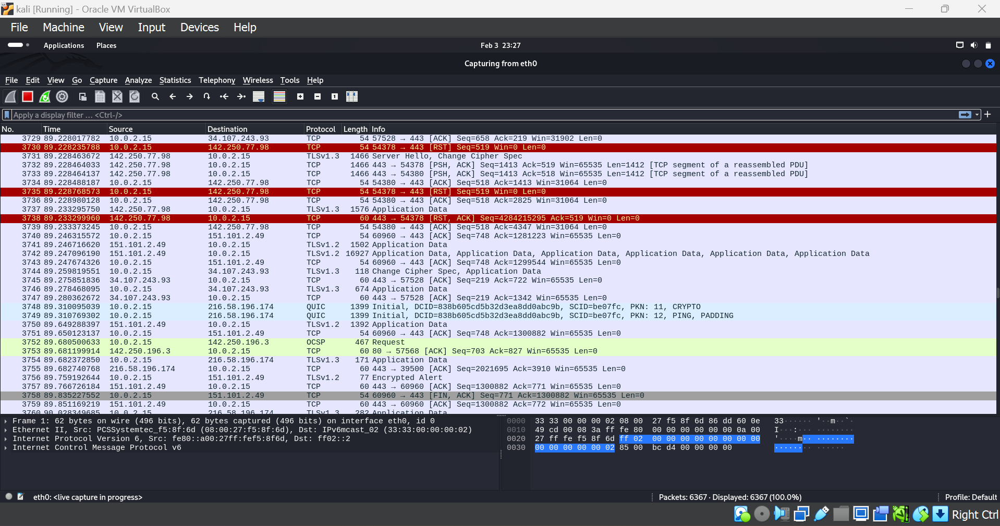 kali [Running] - Oracle VM VirtualBox
File Machine View Input Devices Help
Applications Places Feb 3 23:27
Capturing from eth0
File Edit View Go Capture Analyze Statistics Telephony Wireless Tools Help
Apply a display filter ... <Ctrl-/>
No. Time Source Destination Protocol Length Info
3729 89.228017782 10.0.2.15 34.107.243.93 TCP 54 57528 → 443 [ACK] Seq=658 Ack=219 Win=31902 Len=0
3730 89.228235788 10.0.2.15 142.250.77.98 TCP 54 54378 → 443 [RST] Seq=519 Win=0 Len=0
3731 89.228463672 142.250.77.98 10.0.2.15 TLSv1.3 1466 Server Hello, Change Cipher Spec
3732 89.228464033 142.250.77.98 10.0.2.15 TCP 1466 443 → 54378 [PSH, ACK] Seq=1413 Ack=519 Win=65535 Len=1412 [TCP segment of a reassembled PDU]
3733 89.228464137 142.250.77.98 10.0.2.15 TCP 1466 443 → 54380 [PSH, ACK] Seq=1413 Ack=518 Win=65535 Len=1412 [TCP segment of a reassembled PDU]
3734 89.228488187 10.0.2.15 142.250.77.98 TCP 54 54380 → 443 [ACK] Seq=518 Ack=1413 Win=31064 Len=0
3735 89.228768573 10.0.2.15 142.250.77.98 TCP 54 54378 → 443 [RST] Seq=519 Win=0 Len=0
3736 89.228980128 10.0.2.15 142.250.77.98 TCP 54 54380 → 443 [ACK] Seq=518 Ack=2825 Win=31064 Len=0
3737 89.233295750 142.250.77.98 10.0.2.15 TLSv1.3 1576 Application Data
3738 89.233299960 142.250.77.98 10.0.2.15 TCP 60 443 → 54378 [RST, ACK] Seq=4284215295 Ack=519 Win=0 Len=0
3739 89.233373245 10.0.2.15 142.250.77.98 TCP 54 54380 → 443 [ACK] Seq=518 Ack=4347 Win=31064 Len=0
3740 89.246315572 10.0.2.15 151.101.2.49 TCP 54 60960 → 443 [ACK] Seq=748 Ack=1281223 Win=65535 Len=0
3741 89.246716620 151.101.2.49 10.0.2.15 TLSv1.2 1502 Application Data
3742 89.247096190 151.101.2.49 10.0.2.15 TLSv1.2 16927 Application Data, Application Data, Application Data, Application Data, Application Data, Application Data
3743 89.247674326 10.0.2.15 151.101.2.49 TCP 54 60960 → 443 [ACK] Seq=748 Ack=1299544 Win=65535 Len=0
3744 89.259819551 10.0.2.15 34.107.243.93 TLSv1.3 118 Change Cipher Spec, Application Data
3745 89.275851836 34.107.243.93 10.0.2.15 TCP 60 443 → 57528 [ACK] Seq=219 Ack=722 Win=65535 Len=0
3746 89.278468095 10.0.2.15 34.107.243.93 TLSv1.3 674 Application Data
3747 89.280362672 34.107.243.93 10.0.2.15 TCP 60 443 → 57528 [ACK] Seq=219 Ack=1342 Win=65535 Len=0
3748 89.310095039 10.0.2.15 216.58.196.174 QUIC 1399 Initial, DCID=838b605cd5b32d3ea8dd0abc9b, SCID=be07fc, PKN: 11, CRYPTO
3749 89.310769302 10.0.2.15 216.58.196.174 QUIC 1399 Initial, DCID=838b605cd5b32d3ea8dd0abc9b, SCID=be07fc, PKN: 12, PING, PADDING
3750 89.649288397 151.101.2.49 10.0.2.15 TLSv1.2 1392 Application Data
3751 89.650123137 10.0.2.15 151.101.2.49 TCP 54 60960 → 443 [ACK] Seq=748 Ack=1300882 Win=65535 Len=0
3752 89.680500633 10.0.2.15 142.250.196.3 OCSP 467 Request
3753 89.681199914 142.250.196.3 10.0.2.15 TCP 60 80 → 57568 [ACK] Seq=703 Ack=827 Win=65535 Len=0
3754 89.682372850 10.0.2.15 216.58.196.174 TLSv1.3 171 Application Data
3755 89.682740768 216.58.196.174 10.0.2.15 TCP 60 443 → 39500 [ACK] Seq=2021695 Ack=3910 Win=65535 Len=0
3756 89.759192644 10.0.2.15 151.101.2.49 TLSv1.2 77 Encrypted Alert
3757 89.766726184 151.101.2.49 10.0.2.15 TCP 60 443 → 60960 [ACK] Seq=1300882 Ack=771 Win=65535 Len=0
3758 89.835227552 10.0.2.15 151.101.2.49 TCP 54 60960 → 443 [FIN, ACK] Seq=771 Ack=1300882 Win=65535 Len=0
3759 89.851169219 151.101.2.49 10.0.2.15 TCP 60 443 → 60960 [ACK] Seq=1300882 Ack=772 Win=65535 Len=0
3760 90.028349685 10.0.2.15 216.58.196.174 TLSv1.3 282 Application Data
Frame 1: 62 bytes on wire (496 bits), 62 bytes captured (496 bits) on interface eth0, id 0
Ethernet II, Src: PCSSystemtec_f5:8f:6d (08:00:27:f5:8f:6d), Dst: IPv6mcast_02 (33:33:00:00:00:02)
Internet Protocol Version 6, Src: fe80::a00:27ff:fef5:8f6d, Dst: ff02::2
Internet Control Message Protocol v6
0000 33 33 00 00 00 02 08 00 27 f5 8f 6d 86 dd 60 0e 33······ '··m··`·
0010 49 cd 00 08 3a ff fe 80 00 00 00 00 00 00 0a 00 I···:··· ········
0020 27 ff fe f5 8f 6d ff 02 00 00 00 00 00 00 00 00 '····m·· ········
0030 00 00 00 00 00 02 85 00 bc d4 00 00 00 00 ········ ······
eth0: <live capture in progress> Packets: 6367 · Displayed: 6367 (100.0%) Profile: Default
Right Ctrl